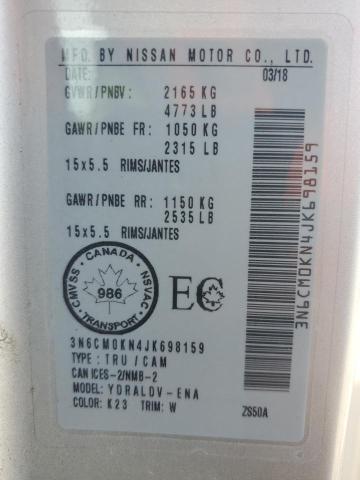 MFD. BY NISSAN MOTOR CO., LTD.
DATE: 03/18
GVWR/PNBV: 2165 KG
4773 LB
GAWR/PNBE FR: 1050 KG
2315 LB
15x5.5 RIMS/JANTES
GAWR/PNBE RR: 1150 KG
2535 LB
15x5.5 RIMS/JANTES
CANADA
CMVSS
986
NSVAC
TRANSPORT
EC
3N6CM0KN4JK698159
3N6CM0KN4JK698159
TYPE: TRU/CAM
CAN ICES-2/NMB-2
MODEL: YDRALDV-ENA
COLOR: K23 TRIM: W
ZS50A